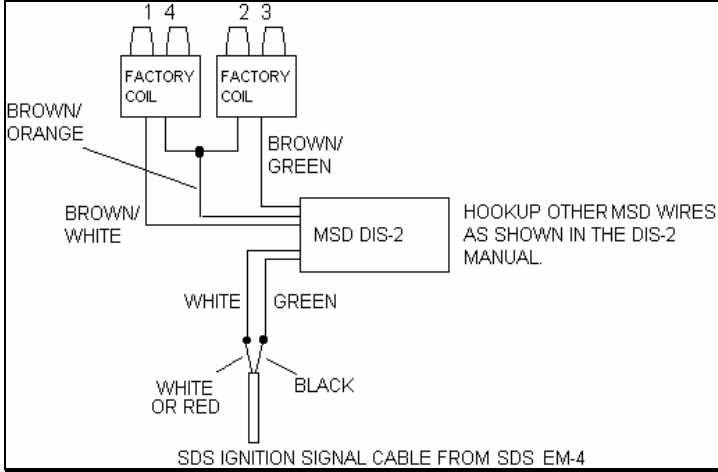 1 4 2 3
FACTORY
COIL
FACTORY
COIL
BROWN/
ORANGE
BROWN/
GREEN
BROWN/
WHITE
MSD DIS-2
HOOKUP OTHER MSD WIRES
AS SHOWN IN THE DIS-2
MANUAL.
WHITE
GREEN
WHITE
OR RED
BLACK
SDS IGNITION SIGNAL CABLE FROM SDS EM-4